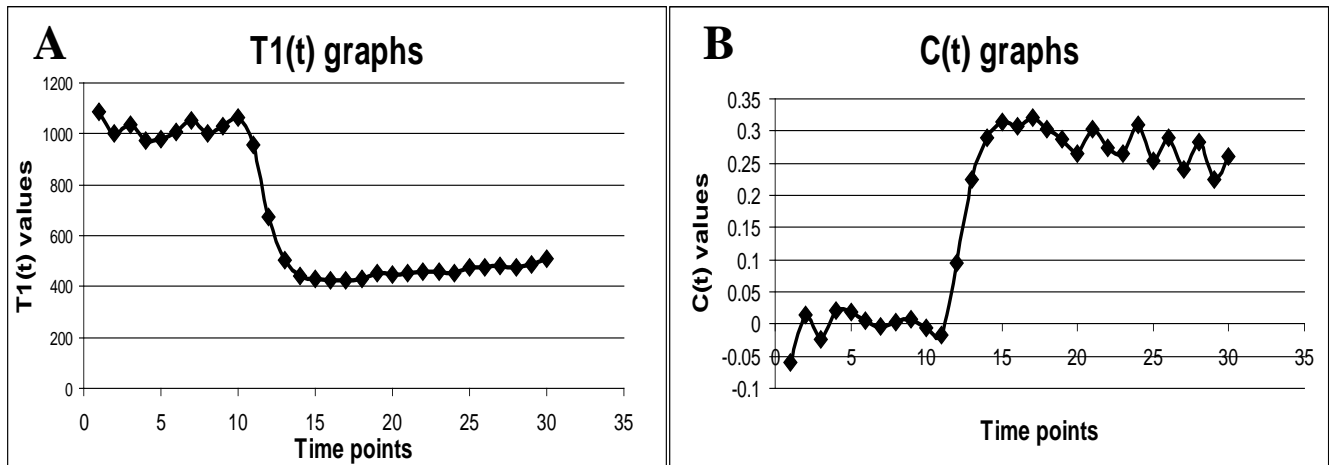 A
T1(t) graphs
T1(t) values
1200
1000
800
600
400
200
0
0 5 10 15 20 25 30 35
Time points
B
C(t) graphs
C(t) values
0.35
0.3
0.25
0.2
0.15
0.1
0.05
0
-0.05
-0.1
0 5 10 15 20 25 30 35
Time points